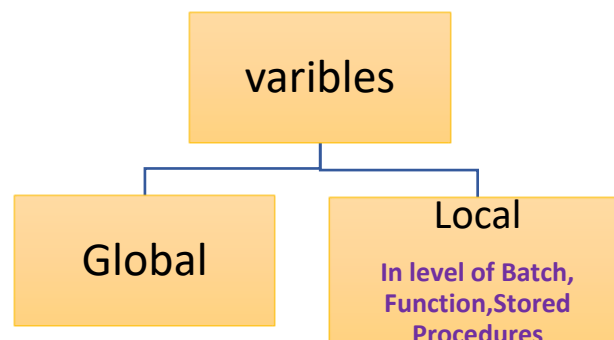 varibles
Global
Local
In level of Batch,
Function,Stored
Procedures